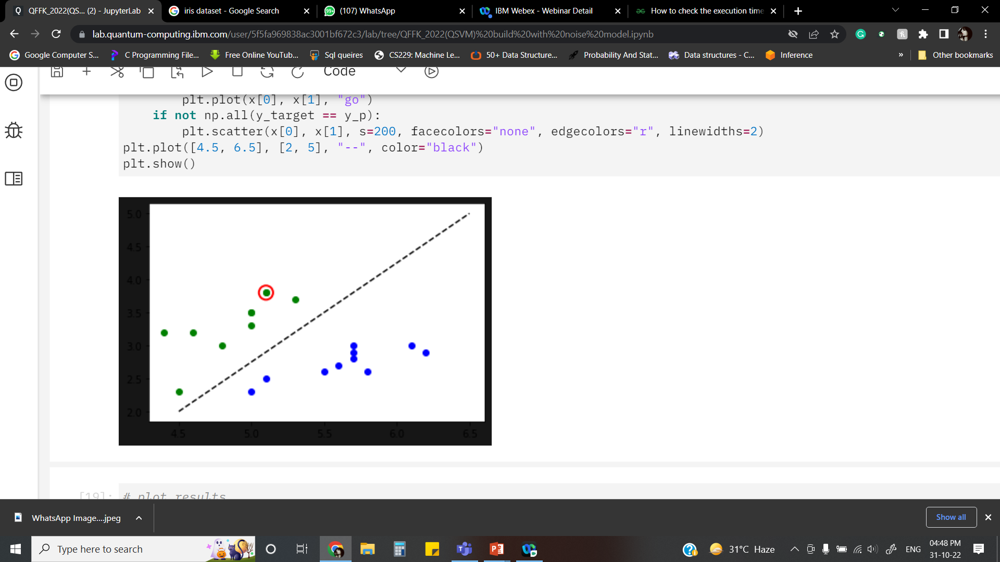 QFFK_2022(QS... (2) - JupyterLab
iris dataset - Google Search
99+ (107) WhatsApp
IBM Webex - Webinar Detail
How to check the execution time
lab.quantum-computing.ibm.com/user/5f5fa969838ac3001bf672c3/lab/tree/QFFK_2022(QSVM)%20build%20with%20noise%20model.ipynb
Google Computer S... C Programming File... Free Online YouTub... Sql queires CS229: Machine Le... 50+ Data Structure... Probability And Stat... Data structures - C... Inference » Other bookmarks
Code
plt.plot(x[0], x[1], "go")
if not np.all(y_target == y_p):
plt.scatter(x[0], x[1], s=200, facecolors="none", edgecolors="r", linewidths=2)
plt.plot([4.5, 6.5], [2, 5], "--", color="black")
plt.show()
5.0
4.5
4.0
3.5
3.0
2.5
2.0
4.5 5.0 5.5 6.0 6.5
[19]: # plot results
WhatsApp Image....jpeg
Show all
Type here to search
31°C Haze
ENG
04:48 PM
31-10-22